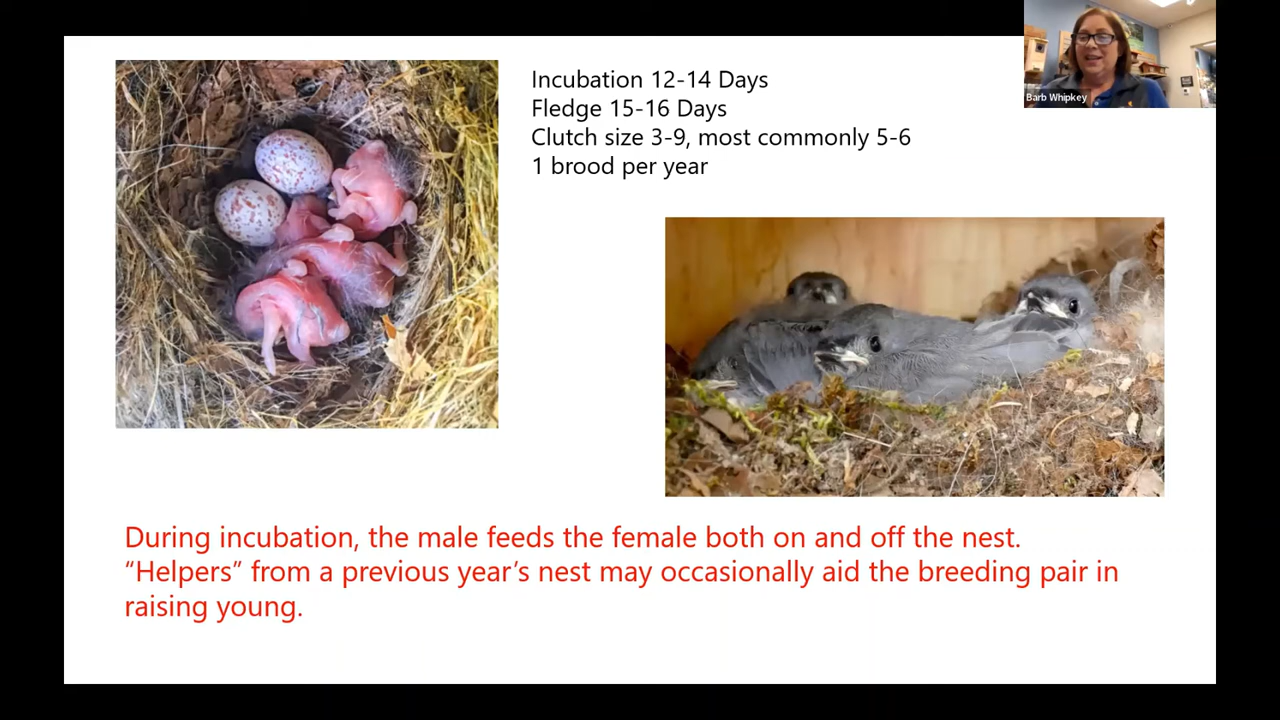 Incubation 12-14 Days
Fledge 15-16 Days
Clutch size 3-9, most commonly 5-6
1 brood per year
Barb Whipkey
During incubation, the male feeds the female both on and off the nest.
“Helpers” from a previous year’s nest may occasionally aid the breeding pair in
raising young.